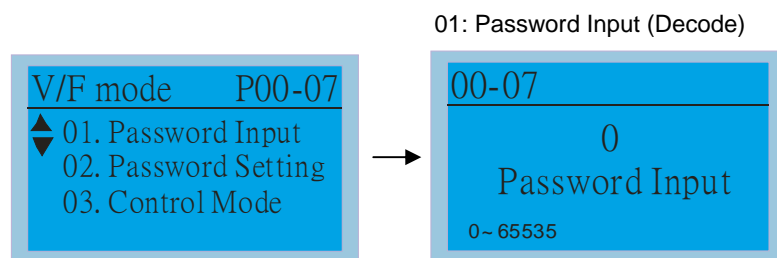 01: Password Input (Decode)
V/F mode P00-07
01. Password Input
02. Password Setting
03. Control Mode
00-07
0
Password Input
0~65535